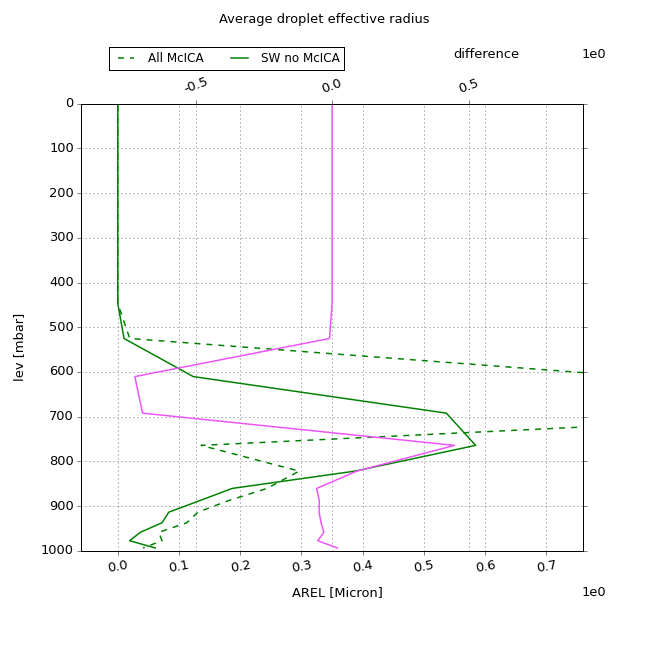 Average droplet effective radius
All McICA SW no McICA difference 1e0
-0.5 0.0 0.5
0
100
200
300
400
500
600
700
800
900
1000
lev [mbar]
0.0 0.1 0.2 0.3 0.4 0.5 0.6 0.7
AREL [Micron] 1e0